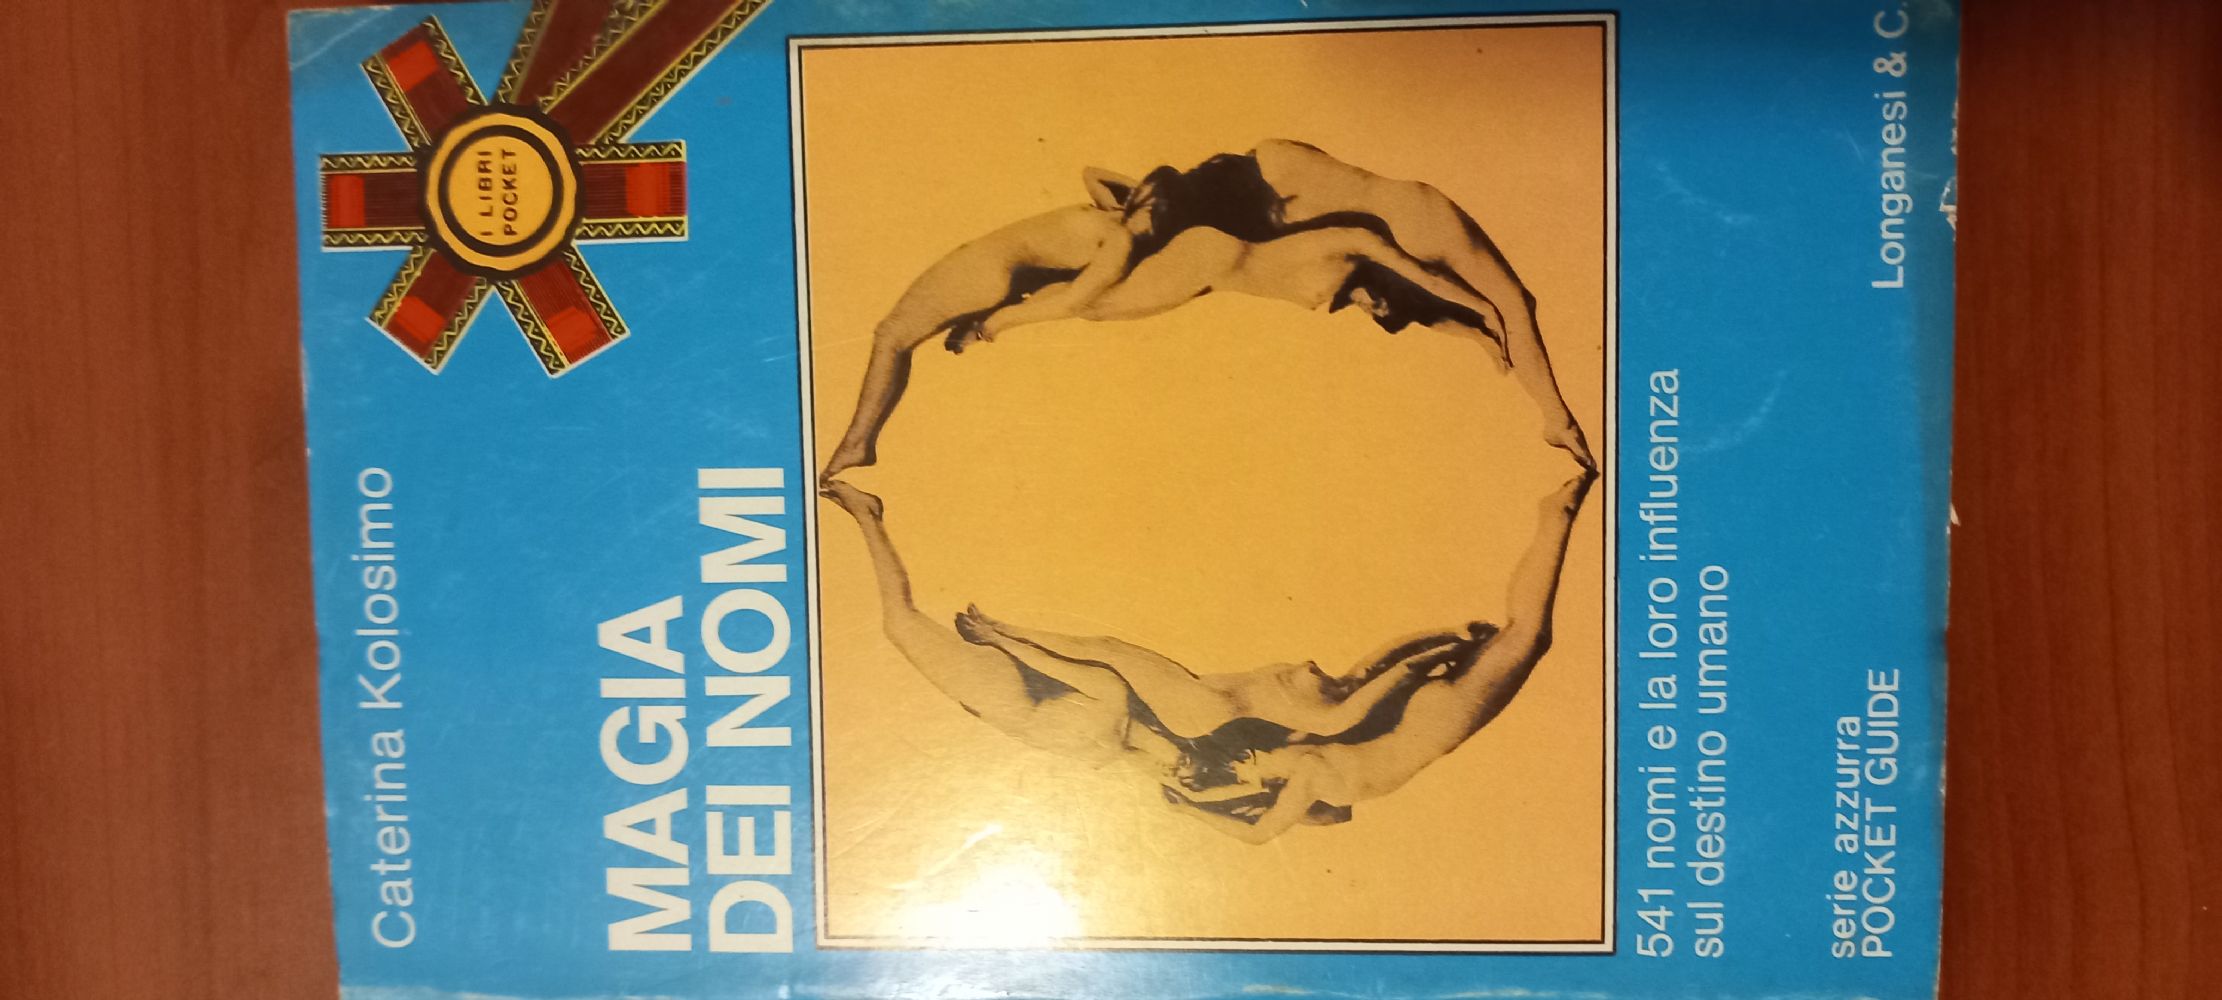 I LIBRI
POCKET
Caterina Kolosimo
MAGIA
DEI NOMI
541 nomi e la loro influenza
sul destino umano
serie azzurra
POCKET GUIDE
Longanesi & C.